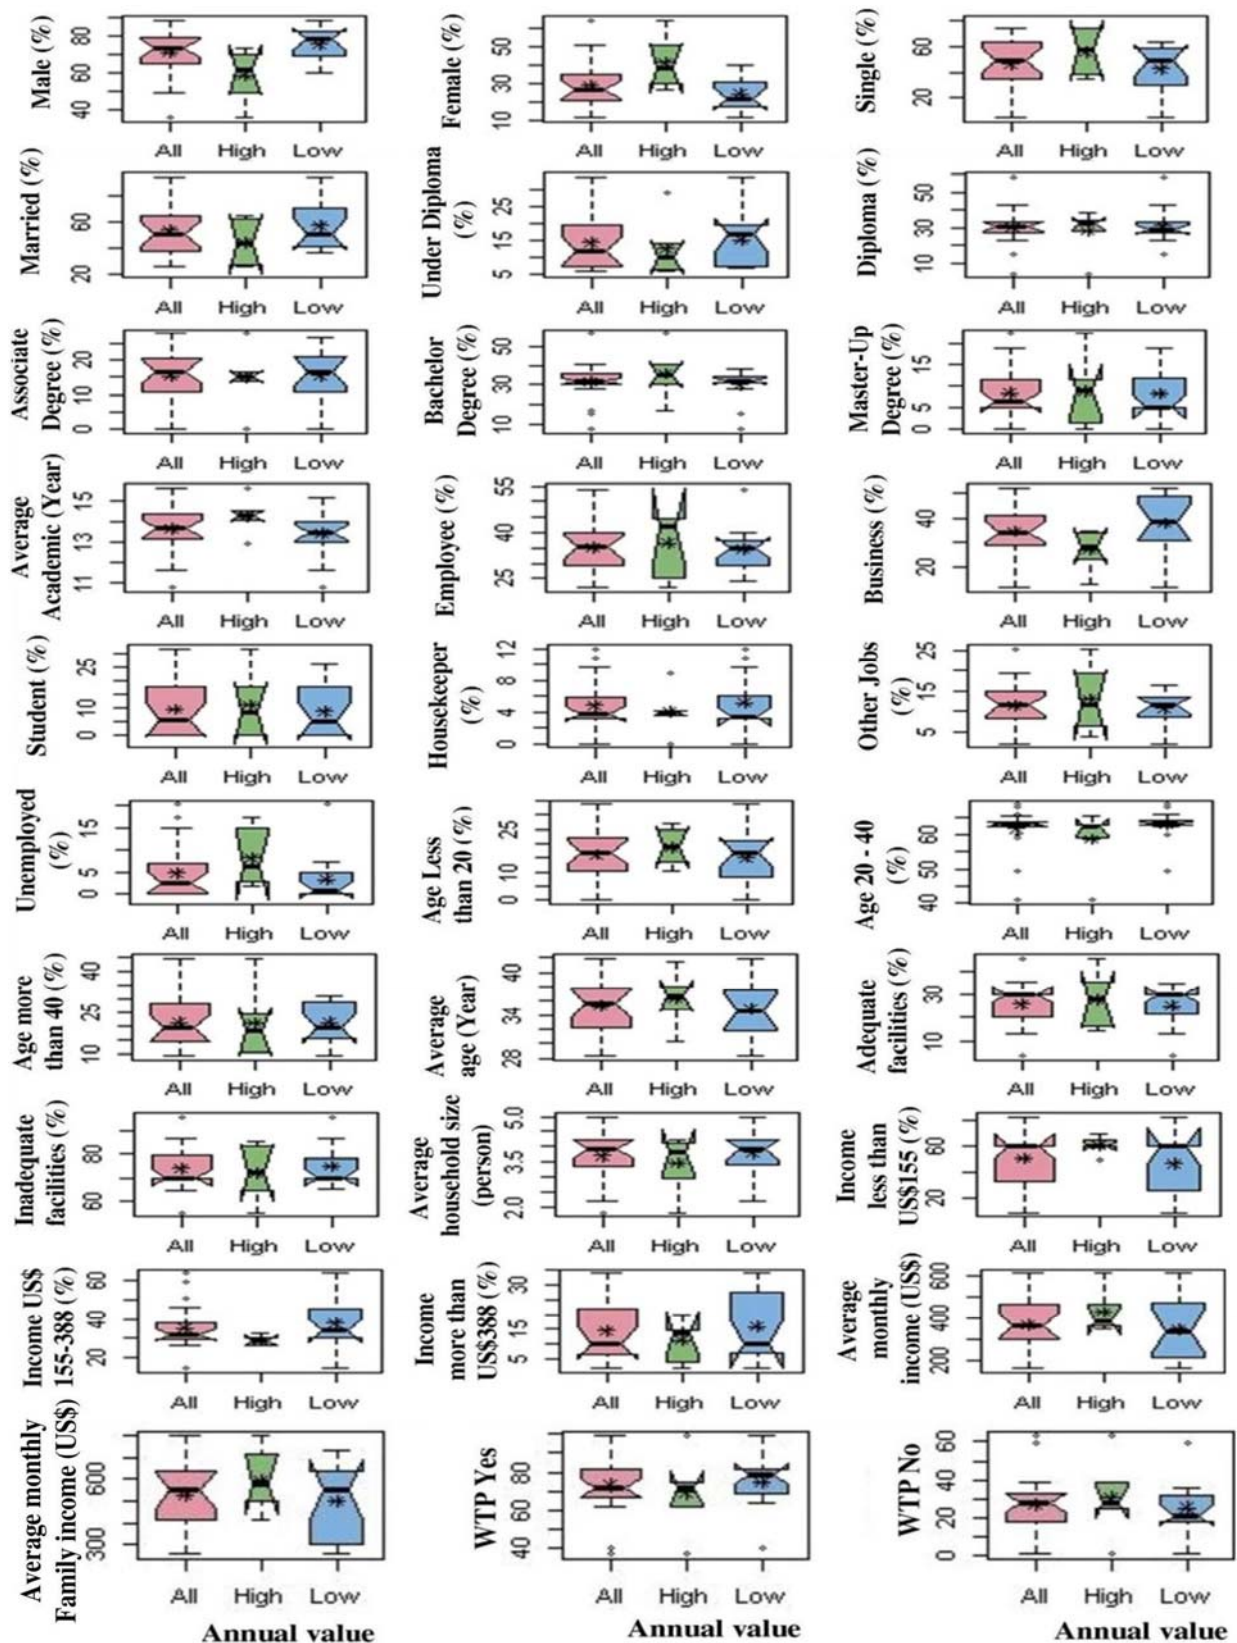 Male (%)
80
60
40
All High Low
Female (%)
50
30
10
All High Low
Single (%)
60
20
All High Low
Married (%)
60
20
All High Low
Under Diploma
(%)
25
15
5
All High Low
Diploma (%)
50
30
10
All High Low
Associate
Degree (%)
20
10
0
All High Low
Bachelor
Degree (%)
50
30
10
All High Low
Master-Up
Degree (%)
15
5
0
All High Low
Average
Academic (Year)
15
13
11
All High Low
Employee (%)
55
40
25
All High Low
Business (%)
40
20
All High Low
Student (%)
25
10
0
All High Low
Housekeeper
(%)
12
8
4
0
All High Low
Other Jobs
(%)
25
15
5
All High Low
Unemployed
(%)
15
5
0
All High Low
Age Less
than 20 (%)
25
10
0
All High Low
Age 20 - 40
(%)
60
50
40
All High Low
Age more
than 40 (%)
40
25
10
All High Low
Average
age (Year)
40
34
28
All High Low
Adequate
facilities (%)
30
10
All High Low
Inadequate
facilities (%)
80
60
All High Low
Average
household size
(person)
5.0
3.5
2.0
All High Low
Income
less than
US$155 (%)
60
20
All High Low
Income US$
155-388 (%)
60
40
20
All High Low
Income
more than
US$388 (%)
30
15
5
All High Low
Average
monthly
income (US$)
600
400
200
All High Low
Average monthly
Family income (US$)
600
300
All High Low
Annual value
WTP Yes
80
60
40
All High Low
Annual value
WTP No
60
40
20
0
All High Low
Annual value